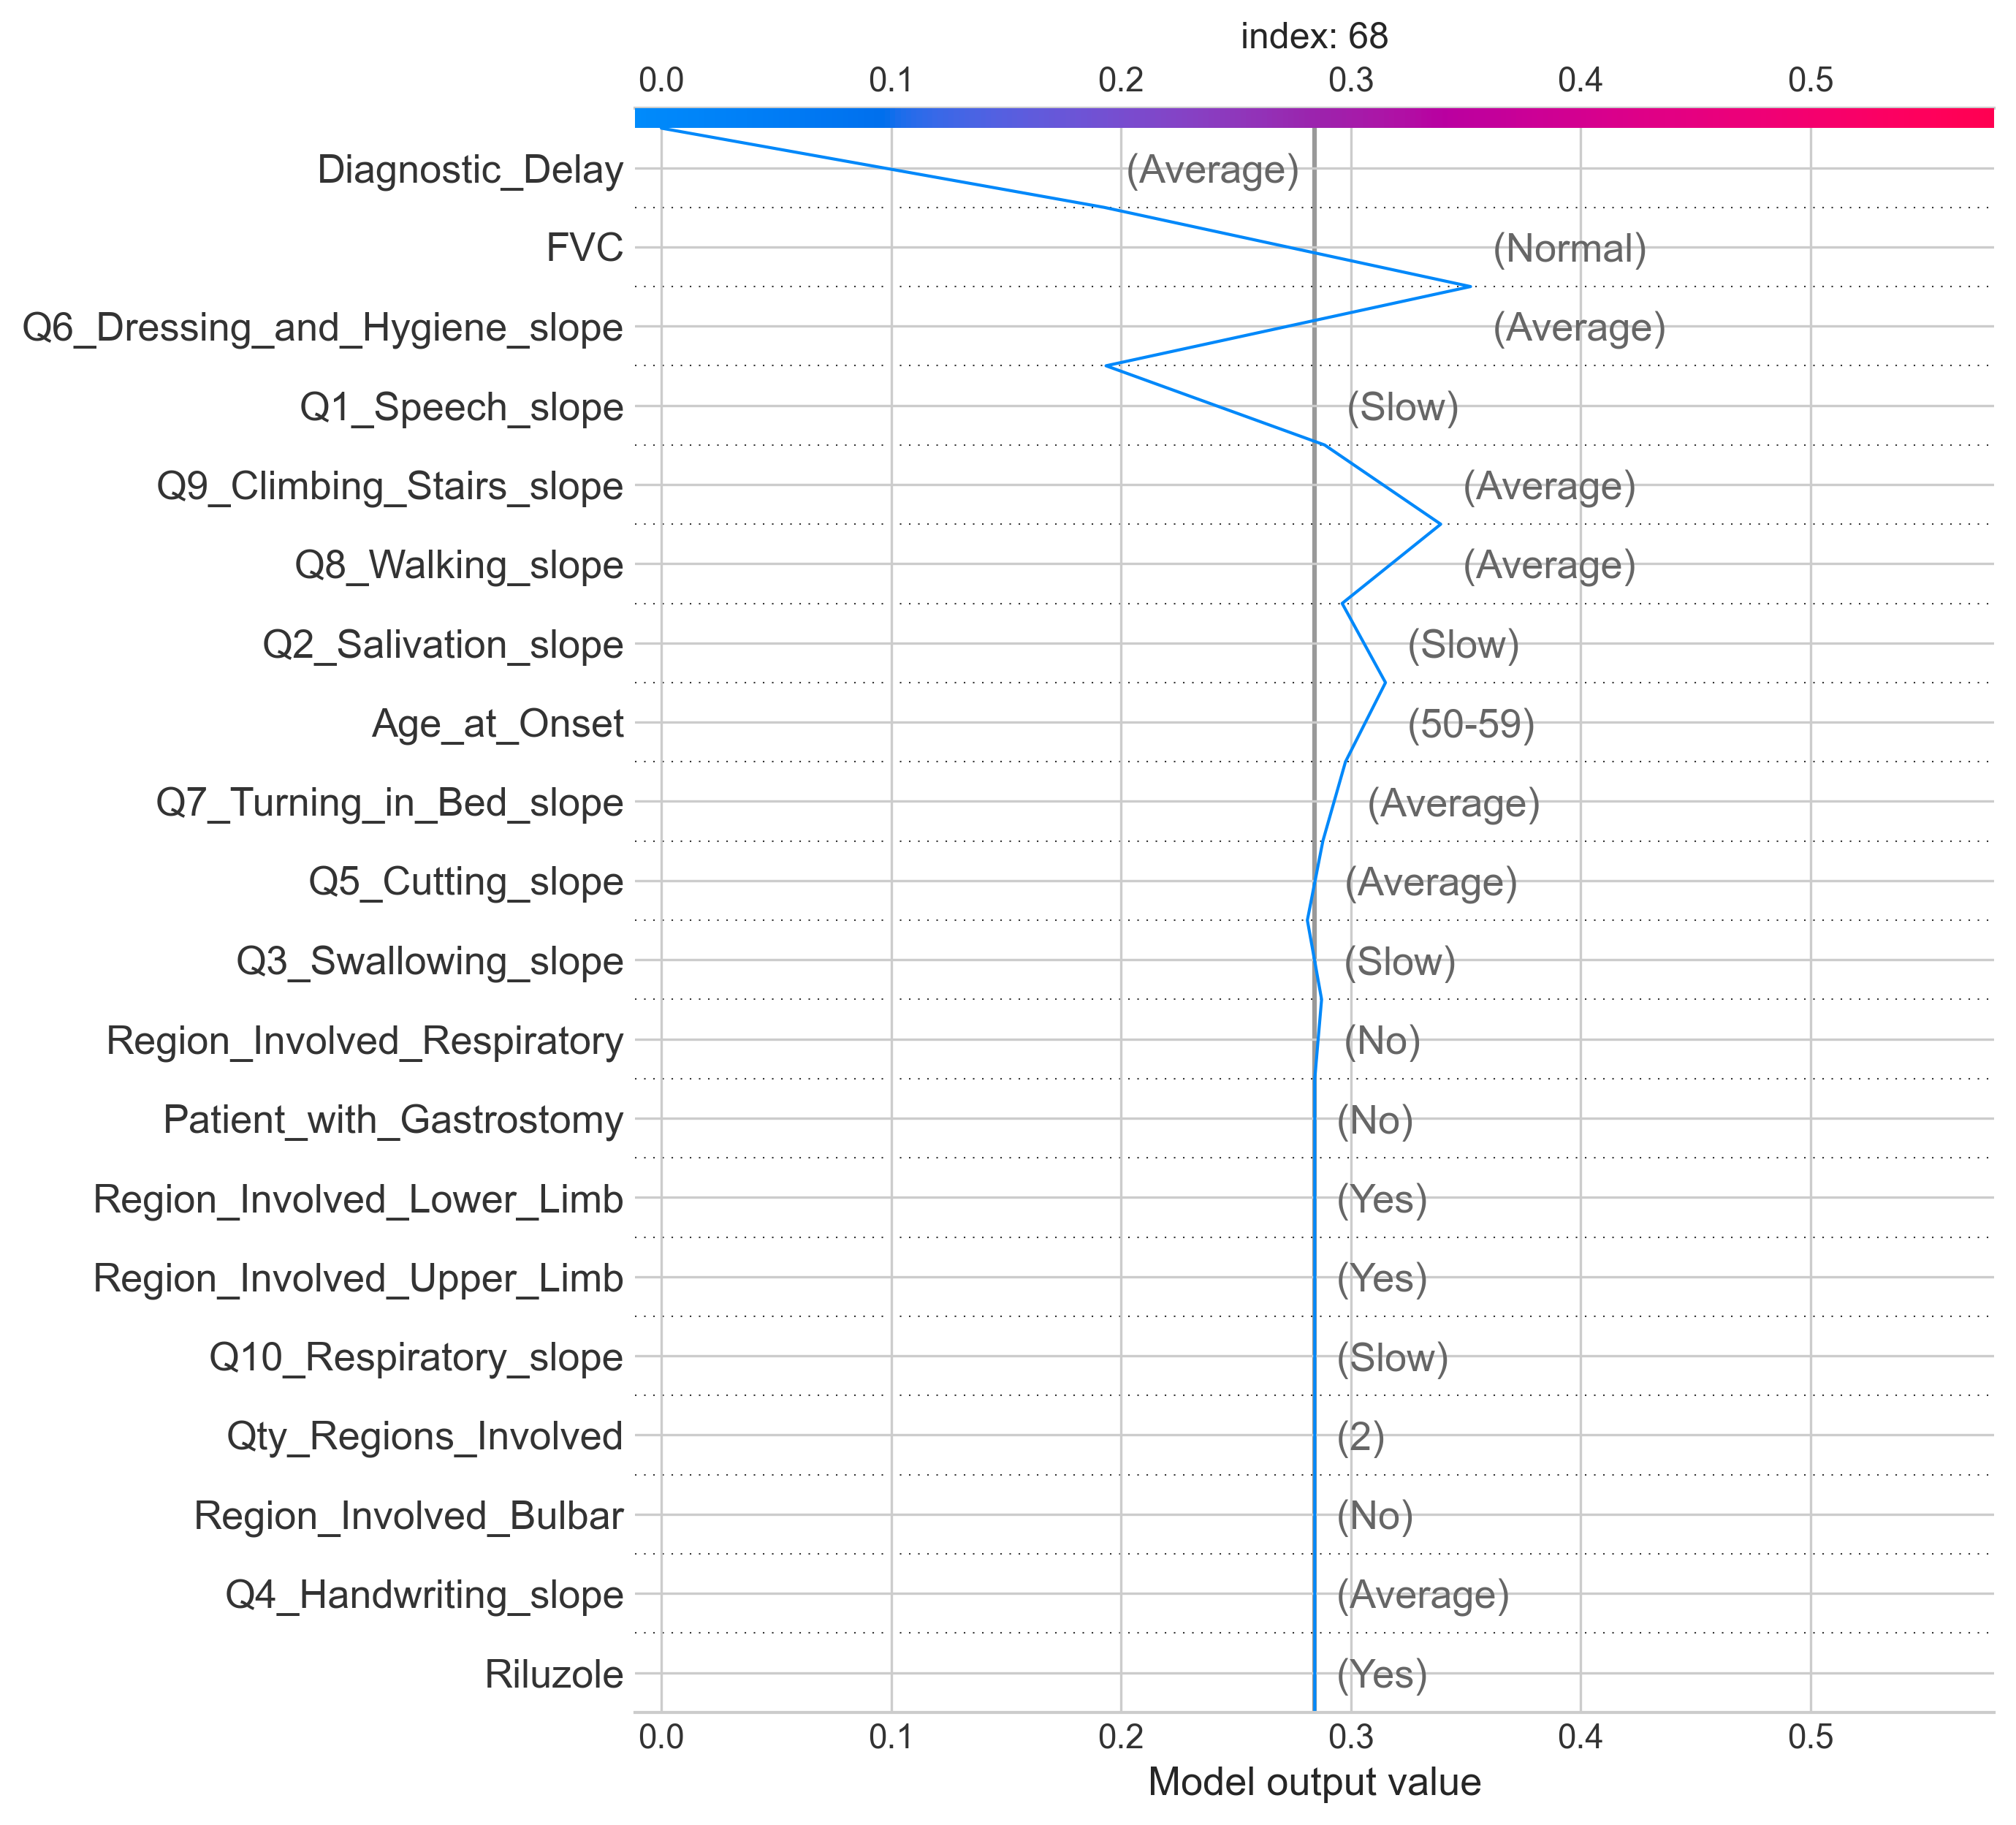 index: 68
0.0 0.1 0.2 0.3 0.4 0.5
Diagnostic_Delay (Average)
FVC (Normal)
Q6_Dressing_and_Hygiene_slope (Average)
Q1_Speech_slope (Slow)
Q9_Climbing_Stairs_slope (Average)
Q8_Walking_slope (Average)
Q2_Salivation_slope (Slow)
Age_at_Onset (50-59)
Q7_Turning_in_Bed_slope (Average)
Q5_Cutting_slope (Average)
Q3_Swallowing_slope (Slow)
Region_Involved_Respiratory (No)
Patient_with_Gastrostomy (No)
Region_Involved_Lower_Limb (Yes)
Region_Involved_Upper_Limb (Yes)
Q10_Respiratory_slope (Slow)
Qty_Regions_Involved (2)
Region_Involved_Bulbar (No)
Q4_Handwriting_slope (Average)
Riluzole (Yes)
0.0 0.1 0.2 0.3 0.4 0.5
Model output value